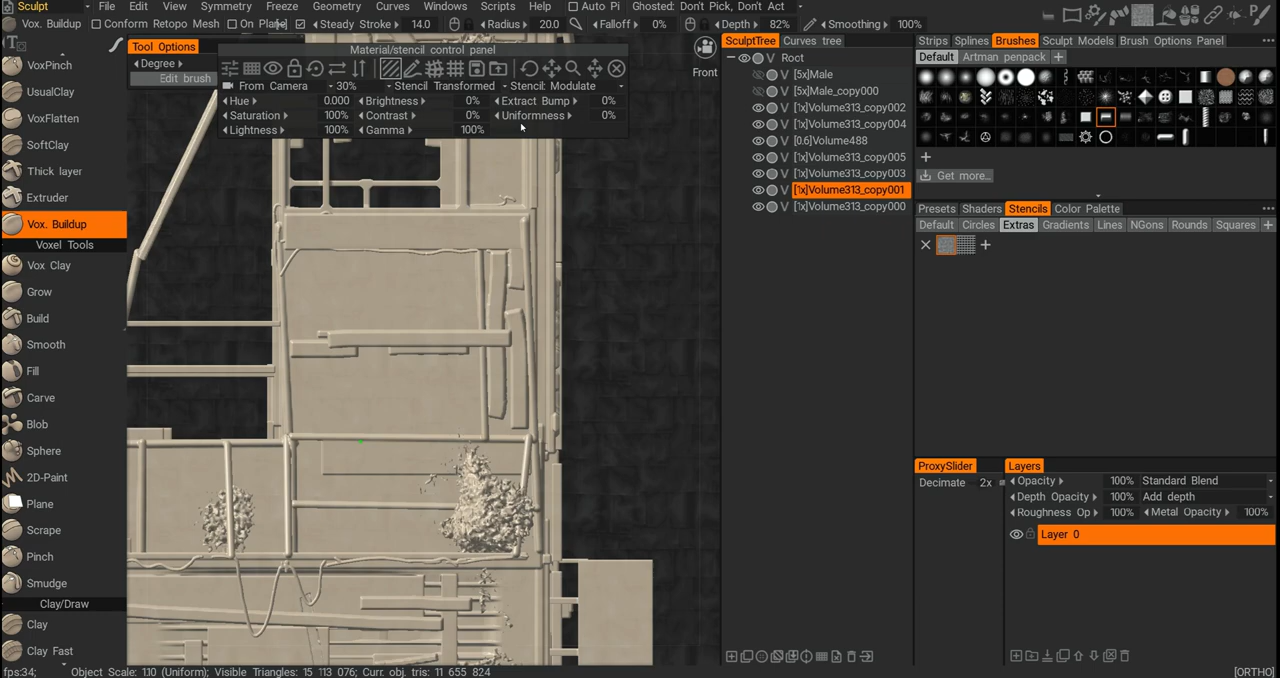 Sculpt File Edit View Symmetry Freeze Geometry Curves Windows Scripts Help Auto Pi Ghosted: Don't Pick, Don't Act
Vox. Buildup Conform Retopo Mesh On Plane Steady Stroke 14.0 Radius 20.0 Falloff 0% Depth 82% Smoothing 100%
Tool Options
Degree
Edit brush
Material/stencil control panel
From Camera 30% Stencil Transformed Stencil: Modulate
Hue 0.000 Brightness 0% Extract Bump 0%
Saturation 100% Contrast 0% Uniformness 0%
Lightness 100% Gamma 100%
Front
VoxPinch
UsualClay
VoxFlatten
SoftClay
Thick layer
Extruder
Vox. Buildup
Voxel Tools
Vox Clay
Grow
Build
Smooth
Fill
Carve
Blob
Sphere
2D-Paint
Plane
Scrape
Pinch
Smudge
Clay/Draw
Clay
Clay Fast
SculptTree Curves tree
V Root
V [5x]Male
V [5x]Male_copy000
V [1x]Volume313_copy002
V [1x]Volume313_copy004
V [0.6]Volume488
V [1x]Volume313_copy005
V [1x]Volume313_copy003
V [1x]Volume313_copy001
V [1x]Volume313_copy000
Strips Splines Brushes Sculpt Models Brush Options Panel
Default Artman penpack +
Get more..
Presets Shaders Stencils Color Palette
Default Circles Extras Gradients Lines NGons Rounds Squares +
ProxySlider
Decimate 2x
Layers
Opacity 100% Standard Blend
Depth Opacity 100% Add depth
Roughness Op 100% Metal Opacity 100%
Layer 0
fps:34; Object Scale: 1:10 (Uniform); Visible Triangles: 15 113 076; Curr. obj. tris: 11 655 824 [ORTHO]